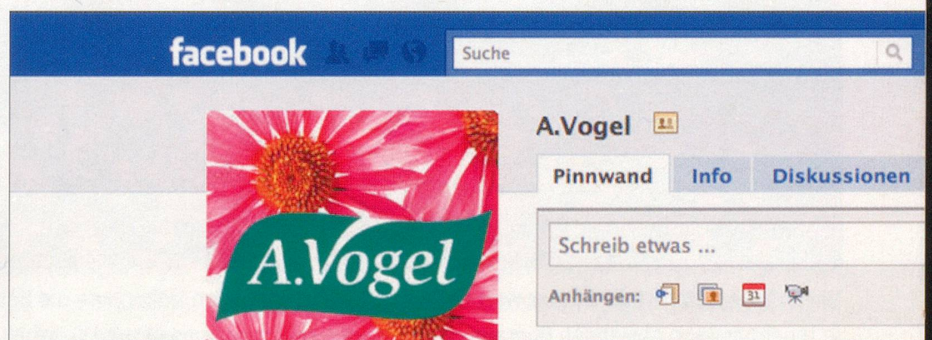 facebook
Suche
A.Vogel
Pinnwand Info Diskussionen
Schreib etwas ...
Anhängen: 31
A.Vogel